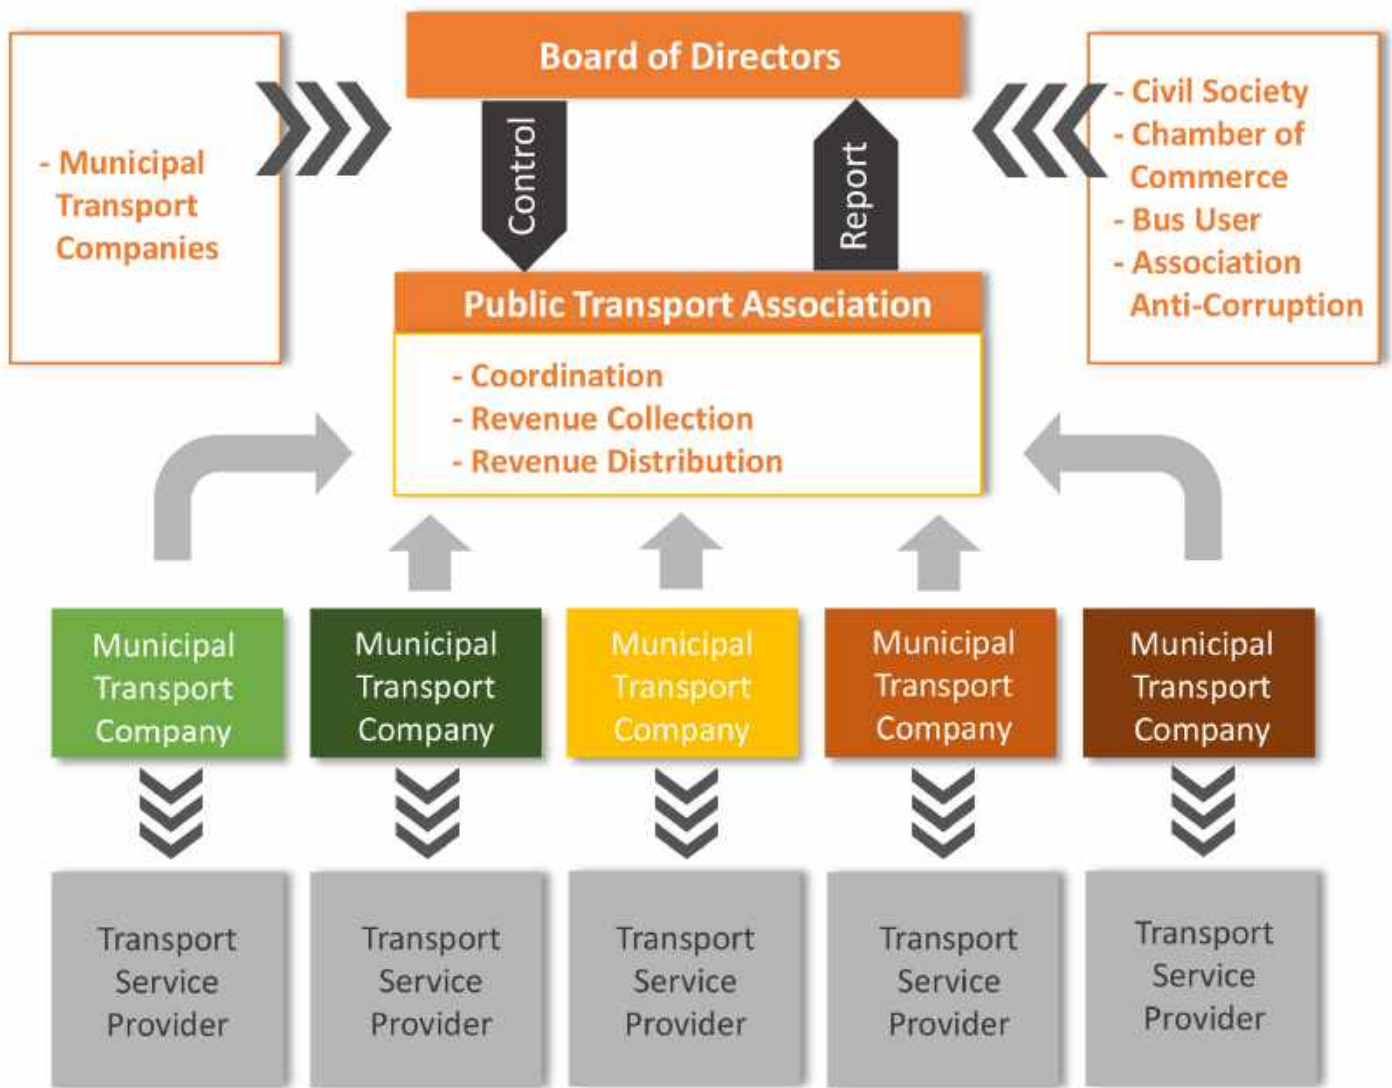 Board of Directors
- Municipal
Transport
Companies
Control
Report
- Civil Society
- Chamber of
Commerce
- Bus User
- Association
Anti-Corruption
Public Transport Association
- Coordination
- Revenue Collection
- Revenue Distribution
Municipal
Transport
Company
Municipal
Transport
Company
Municipal
Transport
Company
Municipal
Transport
Company
Municipal
Transport
Company
Transport
Service
Provider
Transport
Service
Provider
Transport
Service
Provider
Transport
Service
Provider
Transport
Service
Provider